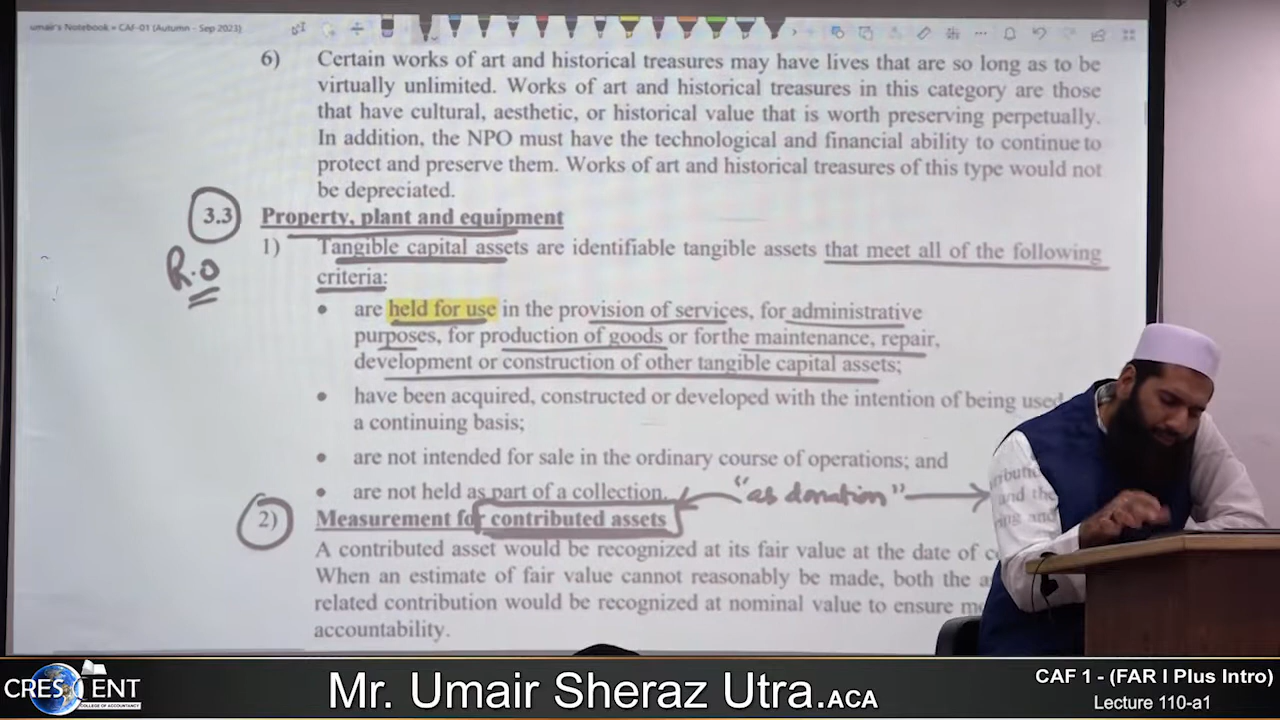 umair's Notebook » CAF-01 (Autumn - Sep 2023)
6) Certain works of art and historical treasures may have lives that are so long as to be
virtually unlimited. Works of art and historical treasures in this category are those
that have cultural, aesthetic, or historical value that is worth preserving perpetually.
In addition, the NPO must have the technological and financial ability to continue to
protect and preserve them. Works of art and historical treasures of this type would not
be depreciated.
3.3 Property, plant and equipment
R.O
1) Tangible capital assets are identifiable tangible assets that meet all of the following
criteria:
• are held for use in the provision of services, for administrative
purposes, for production of goods or forthe maintenance, repair,
development or construction of other tangible capital assets;
• have been acquired, constructed or developed with the intention of being used
a continuing basis;
• are not intended for sale in the ordinary course of operations; and
• are not held as part of a collection. "as donation"
2) Measurement for contributed assets
A contributed asset would be recognized at its fair value at the date of
When an estimate of fair value cannot reasonably be made, both the
related contribution would be recognized at nominal value to ensure
accountability.
and the
CRESCENT
COLLEGE OF ACCOUNTANCY
Mr. Umair Sheraz Utra.ACA
CAF 1 - (FAR I Plus Intro)
Lecture 110-a1